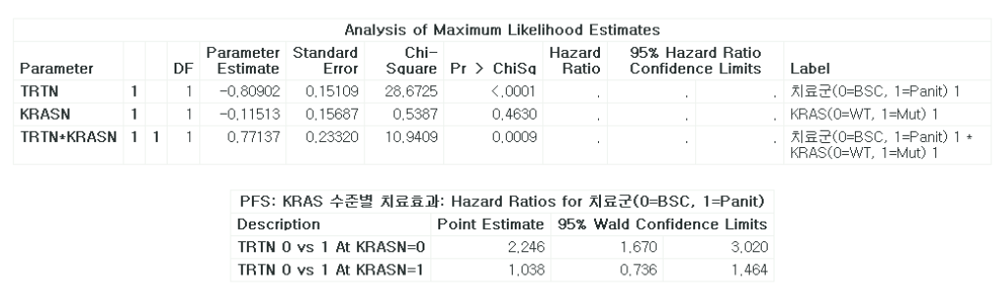 Analysis of Maximum Likelihood Estimates
Parameter DF Parameter Estimate Standard Error Chi-Square Pr > ChiSq Hazard Ratio 95% Hazard Ratio Confidence Limits Label
TRTN 1 1 -0.80902 0.15109 28.6725 <.0001 . . . 치료군(0=BSC, 1=Panit) 1
KRASN 1 1 -0.11513 0.15687 0.5387 0.4630 . . . KRAS(0=WT, 1=Mut) 1
TRTN*KRASN 1 1 1 0.77137 0.23320 10.9409 0.0009 . . . 치료군(0=BSC, 1=Panit) 1 *
KRAS(0=WT, 1=Mut) 1
PFS: KRAS 수준별 치료효과: Hazard Ratios for 치료군(0=BSC, 1=Panit)
Description Point Estimate 95% Wald Confidence Limits
TRTN 0 vs 1 At KRASN=0 2.246 1.670 3.020
TRTN 0 vs 1 At KRASN=1 1.038 0.736 1.464